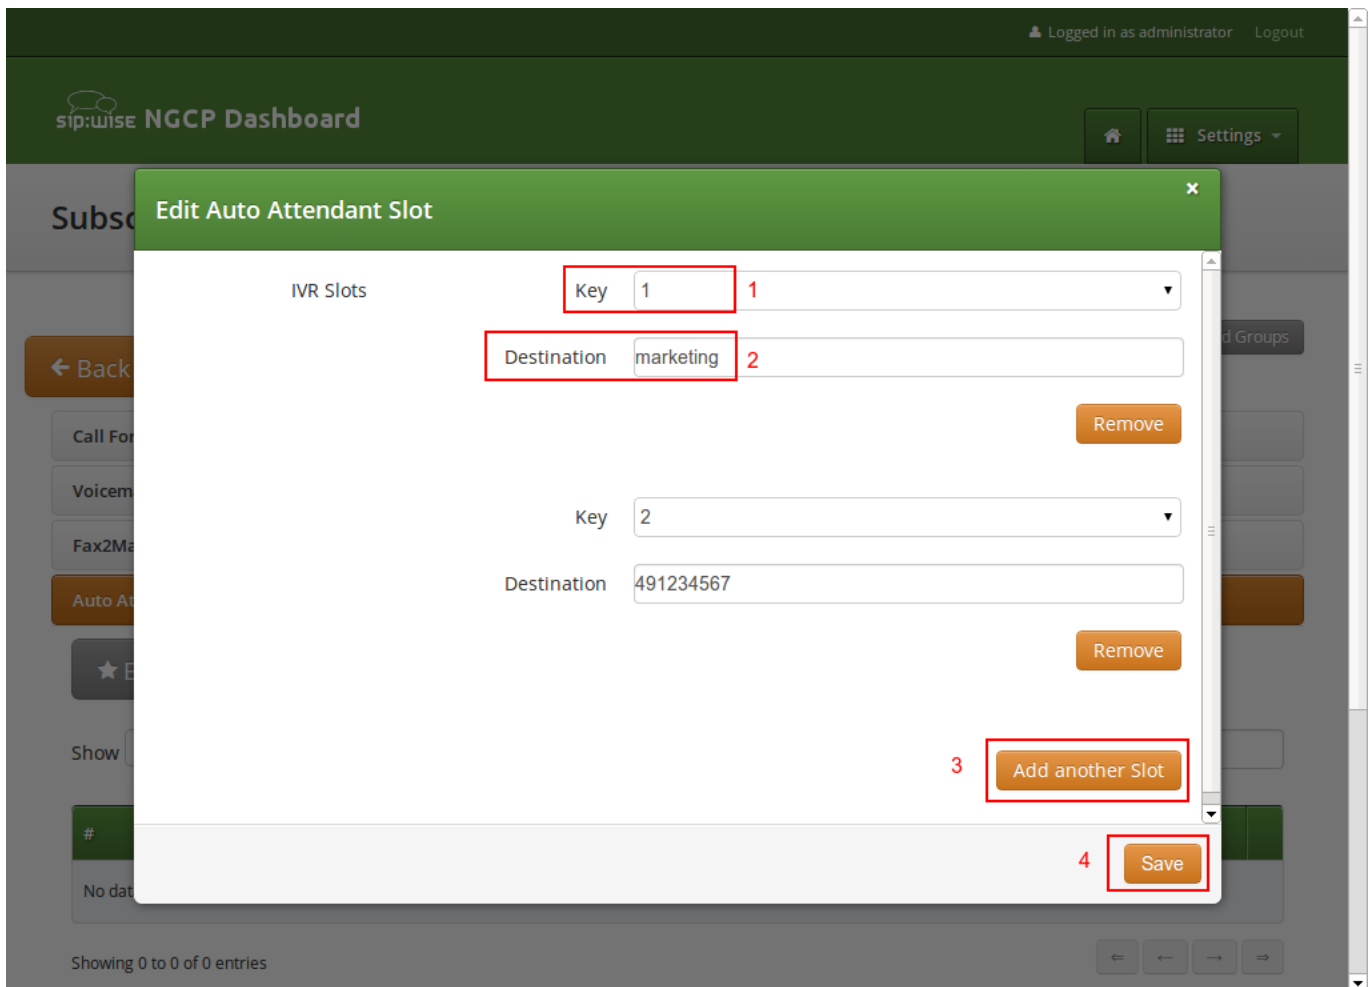 Logged in as administrator Logout
sip:wise NGCP Dashboard
Settings
Subsc
Edit Auto Attendant Slot ×
IVR Slots Key 1 1
d Groups
Destination marketing 2
Back
Remove
Call For
Voicema
Key 2
Fax2Ma
Destination 491234567
Auto At
Remove
E
Show
3 Add another Slot
#
4 Save
No dat
Showing 0 to 0 of 0 entries
⇐ ← → ⇒